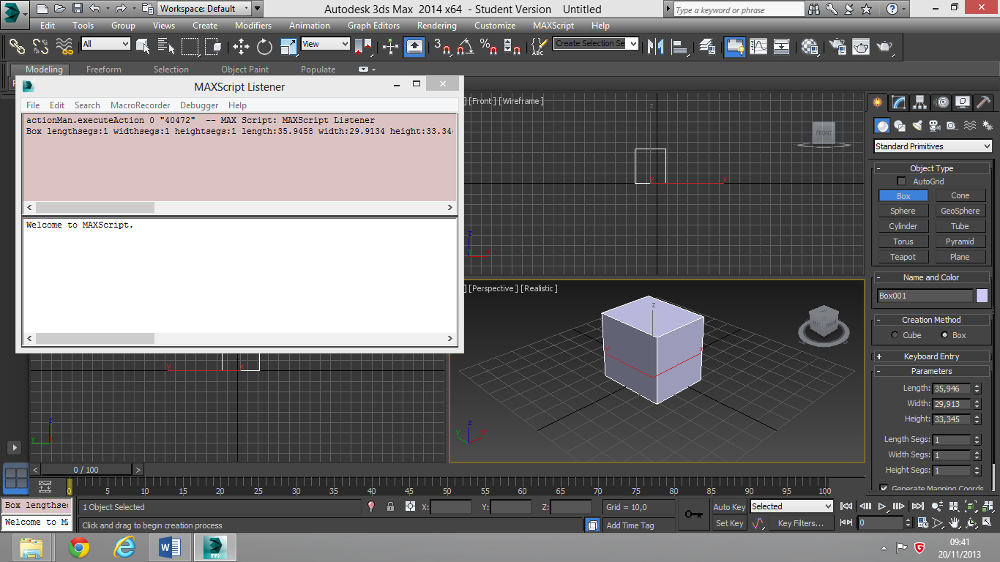 Workspace: Default
Autodesk 3ds Max 2014 x64 - Student Version Untitled
Type a keyword or phrase
Edit Tools Group Views Create Modifiers Animation Graph Editors Rendering Customize MAXScript Help
All
View
3
Create Selection Se
Modeling Freeform Selection Object Paint Populate
MAXScript Listener
File Edit Search MacroRecorder Debugger Help
actionMan.executeAction 0 "40472" -- MAX Script: MAXScript Listener
Box lengthsegs:1 widthsegs:1 heightsegs:1 length:35.9458 width:29.9134 height:33.34
Welcome to MAXScript.
] [Front ] [Wireframe ]
z
FRONT
y
x
z
x
] [Perspective ] [Realistic ]
z
x
z
y
x
y
x
z
y
x
Standard Primitives
- Object Type
AutoGrid
Box Cone
Sphere GeoSphere
Cylinder Tube
Torus Pyramid
Teapot Plane
- Name and Color
Box001
- Creation Method
Cube Box
+ Keyboard Entry
- Parameters
Length: 35,946
Width: 29,913
Height: 33,345
Length Segs: 1
Width Segs: 1
Height Segs: 1
Generate Mapping Coords
< 0 / 100 >
0 5 10 15 20 25 30 35 40 45 50 55 60 65 70 75 80 85 90 95 100
Box lengthse
1 Object Selected
X: Y: Z:
Grid = 10,0
Auto Key
Selected
Welcome to MA
Click and drag to begin creation process
Add Time Tag
Set Key
Key Filters...
0
W
MAX
09:41
20/11/2013